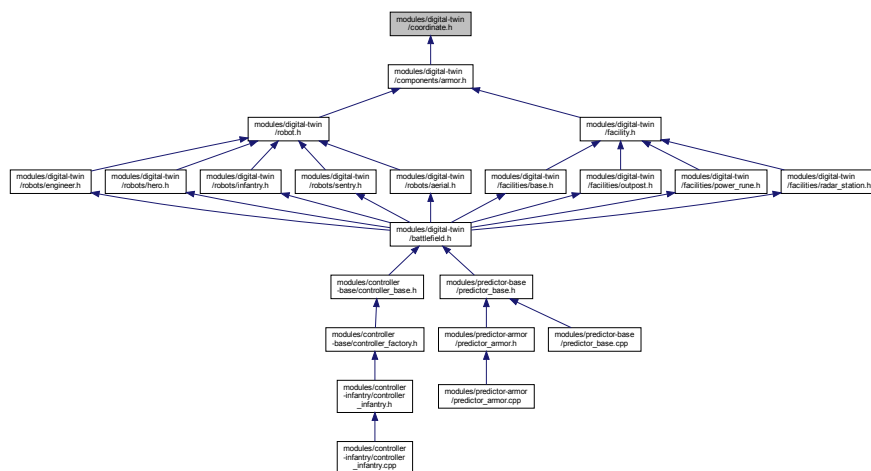 modules/digital-twin
/coordinate.h
modules/digital-twin
/components/armor.h
modules/digital-twin
/robot.h
modules/digital-twin
/facility.h
modules/digital-twin
/robots/engineer.h
modules/digital-twin
/robots/hero.h
modules/digital-twin
/robots/infantry.h
modules/digital-twin
/robots/sentry.h
modules/digital-twin
/robots/aerial.h
modules/digital-twin
/facilities/base.h
modules/digital-twin
/facilities/outpost.h
modules/digital-twin
/facilities/power_rune.h
modules/digital-twin
/facilities/radar_station.h
modules/digital-twin
/battlefield.h
modules/controller
-base/controller_base.h
modules/predictor-base
/predictor_base.h
modules/controller
-base/controller_factory.h
modules/predictor-armor
/predictor_armor.h
modules/predictor-base
/predictor_base.cpp
modules/controller
-infantry/controller
_infantry.h
modules/predictor-armor
/predictor_armor.cpp
modules/controller
-infantry/controller
_infantry.cpp